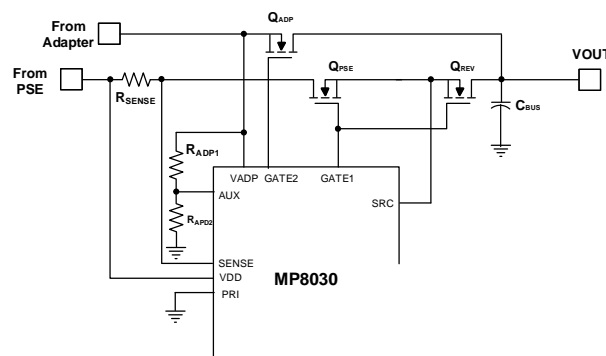 QADP
From
Adapter
From
PSE
RSENSE
QPSE
QREV
VOUT
CBUS
RADP1
VADP
GATE2
GATE1
AUX
SRC
RAPD2
SENSE
VDD
MP8030
PRI